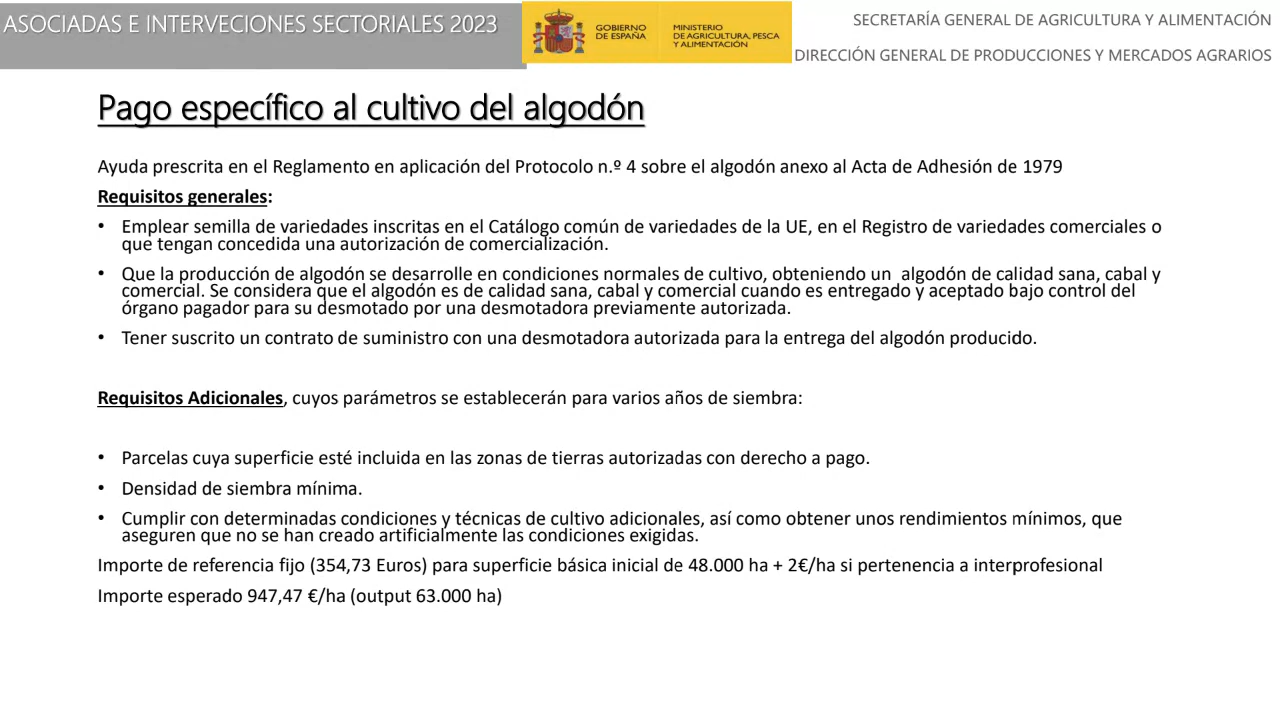 ASOCIADAS E INTERVECIONES SECTORIALES 2023
GOBIERNO
DE ESPAÑA
MINISTERIO
DE AGRICULTURA, PESCA
Y ALIMENTACIÓN
SECRETARÍA GENERAL DE AGRICULTURA Y ALIMENTACIÓN
DIRECCIÓN GENERAL DE PRODUCCIONES Y MERCADOS AGRARIOS
Pago específico al cultivo del algodón
Ayuda prescrita en el Reglamento en aplicación del Protocolo n.º 4 sobre el algodón anexo al Acta de Adhesión de 1979
Requisitos generales:
• Emplear semilla de variedades inscritas en el Catálogo común de variedades de la UE, en el Registro de variedades comerciales o
que tengan concedida una autorización de comercialización.
• Que la producción de algodón se desarrolle en condiciones normales de cultivo, obteniendo un  algodón de calidad sana, cabal y
comercial. Se considera que el algodón es de calidad sana, cabal y comercial cuando es entregado y aceptado bajo control del
órgano pagador para su desmotado por una desmotadora previamente autorizada.
• Tener suscrito un contrato de suministro con una desmotadora autorizada para la entrega del algodón producido.
Requisitos Adicionales, cuyos parámetros se establecerán para varios años de siembra:
• Parcelas cuya superficie esté incluida en las zonas de tierras autorizadas con derecho a pago.
• Densidad de siembra mínima.
• Cumplir con determinadas condiciones y técnicas de cultivo adicionales, así como obtener unos rendimientos mínimos, que
aseguren que no se han creado artificialmente las condiciones exigidas.
Importe de referencia fijo (354,73 Euros) para superficie básica inicial de 48.000 ha + 2€/ha si pertenencia a interprofesional
Importe esperado 947,47 €/ha (output 63.000 ha)